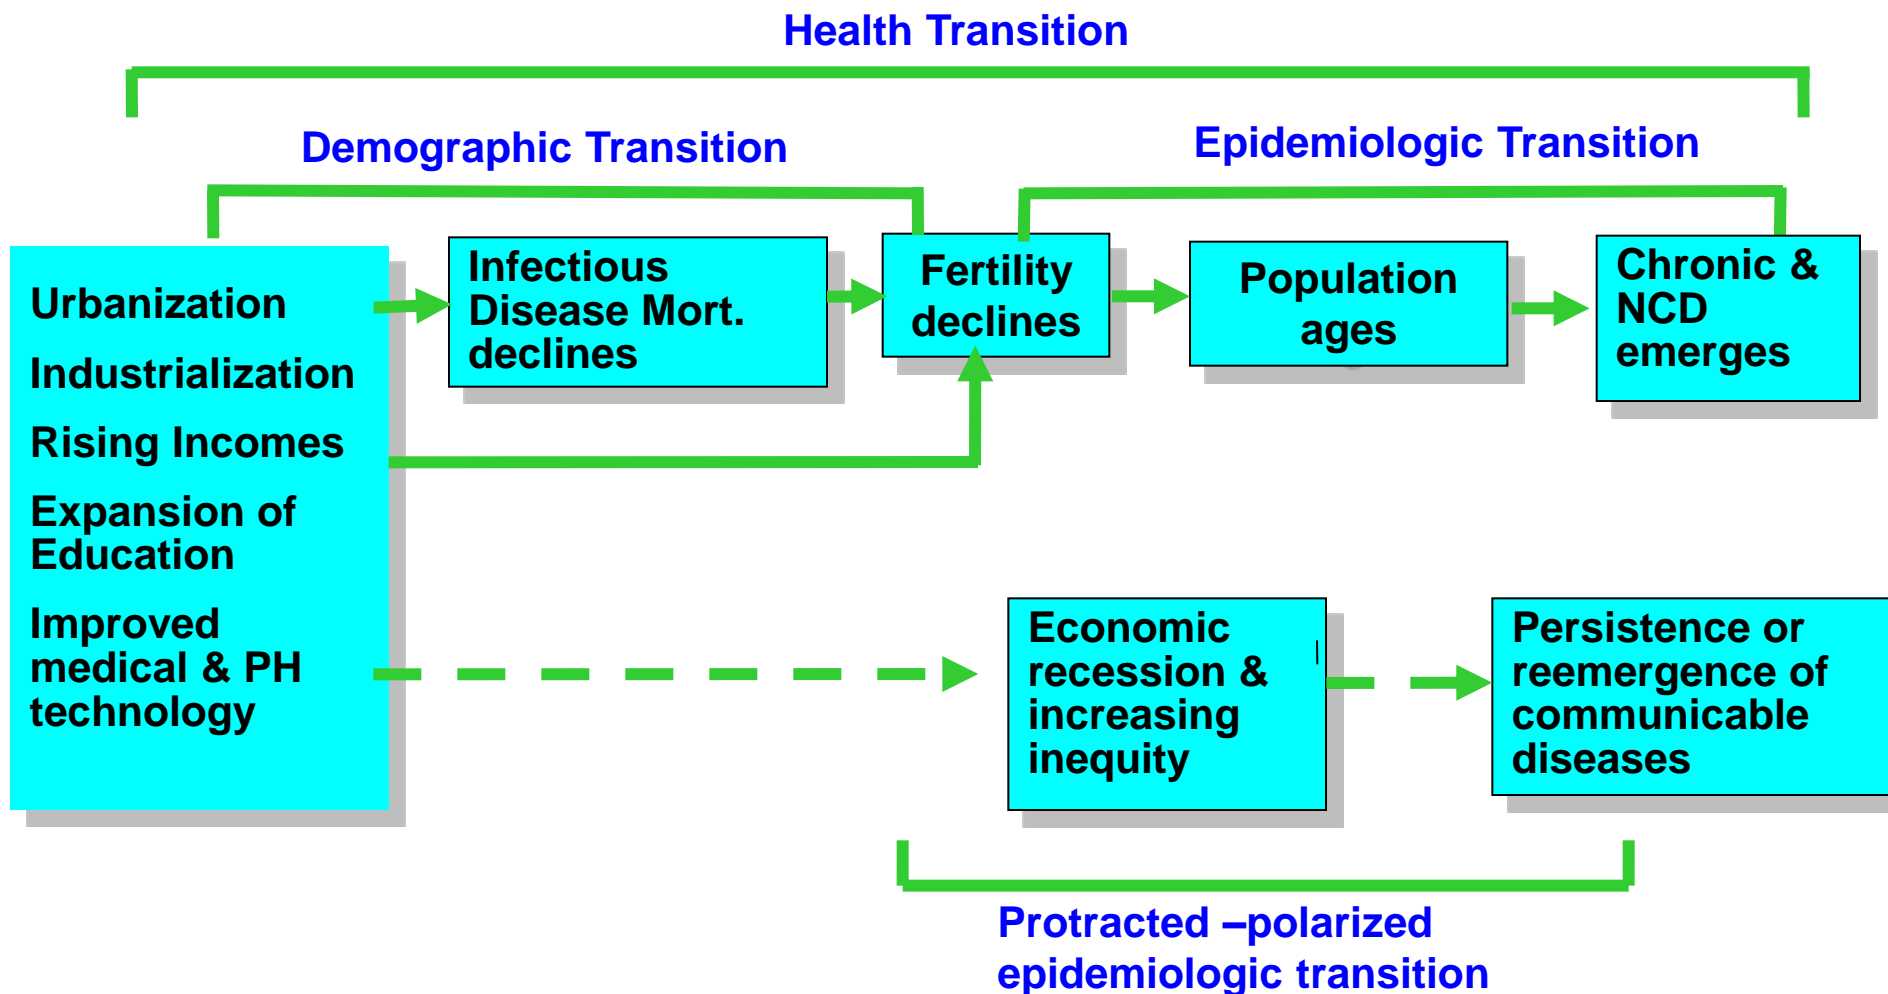 Health Transition
Demographic Transition
Epidemiologic Transition
Urbanization
Industrialization
Rising Incomes
Expansion of
Education
Improved
medical & PH
technology
Infectious
Disease Mort.
declines
Fertility
declines
Population
ages
Chronic &
NCD
emerges
Economic
recession &
increasing
inequity
Persistence or
reemergence of
communicable
diseases
Protracted –polarized
epidemiologic transition